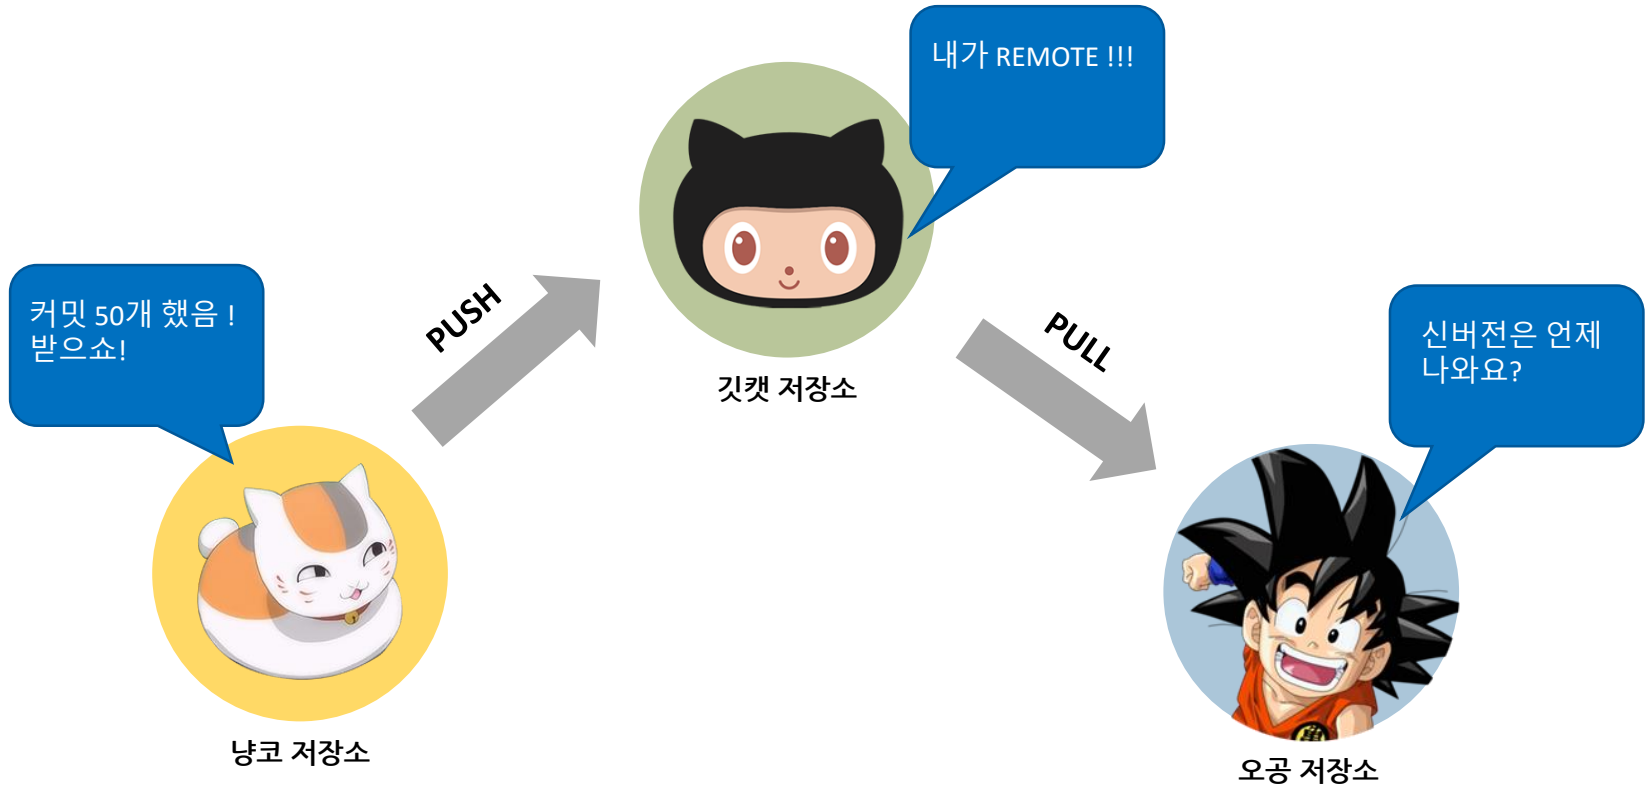 내가 REMOTE !!!
커밋 50개 했음 !
받으쇼!
PUSH
PULL
신버전은 언제
나와요?
깃캣 저장소
냥코 저장소
오공 저장소